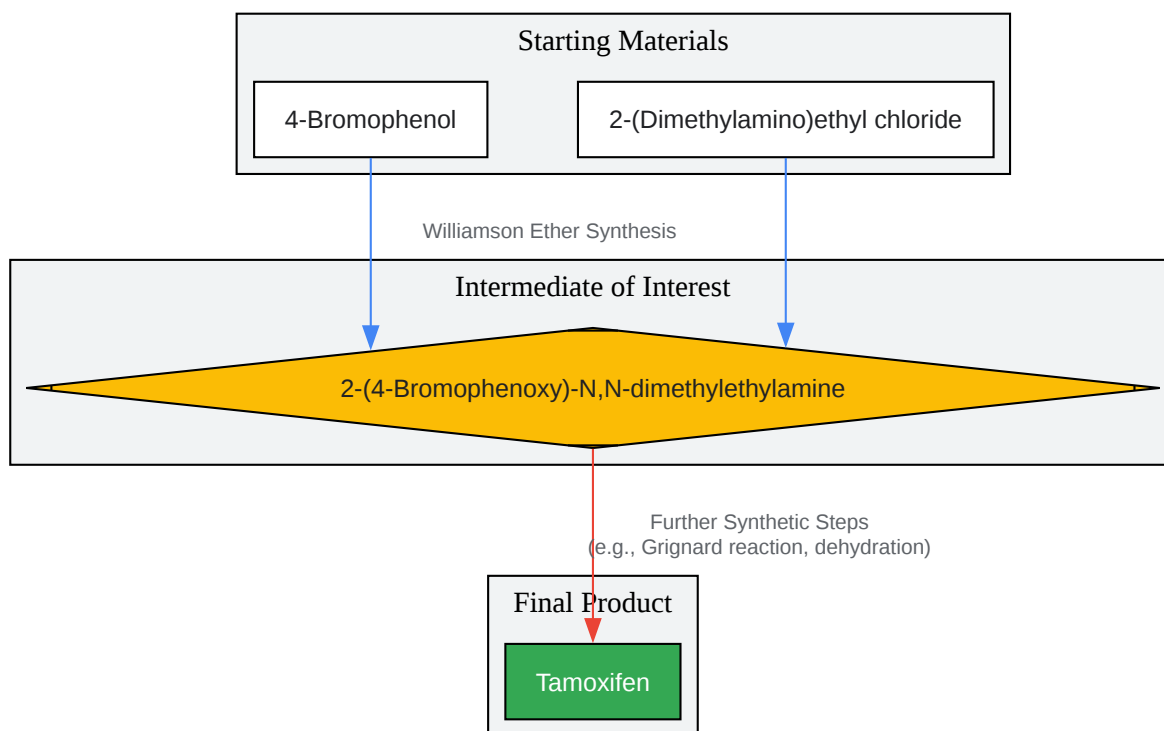 Starting Materials
4-Bromophenol
2-(Dimethylamino)ethyl chloride
Williamson Ether Synthesis
Intermediate of Interest
2-(4-Bromophenoxy)-N,N-dimethylethylamine
Further Synthetic Steps
(e.g., Grignard reaction, dehydration)
Final Product
Tamoxifen